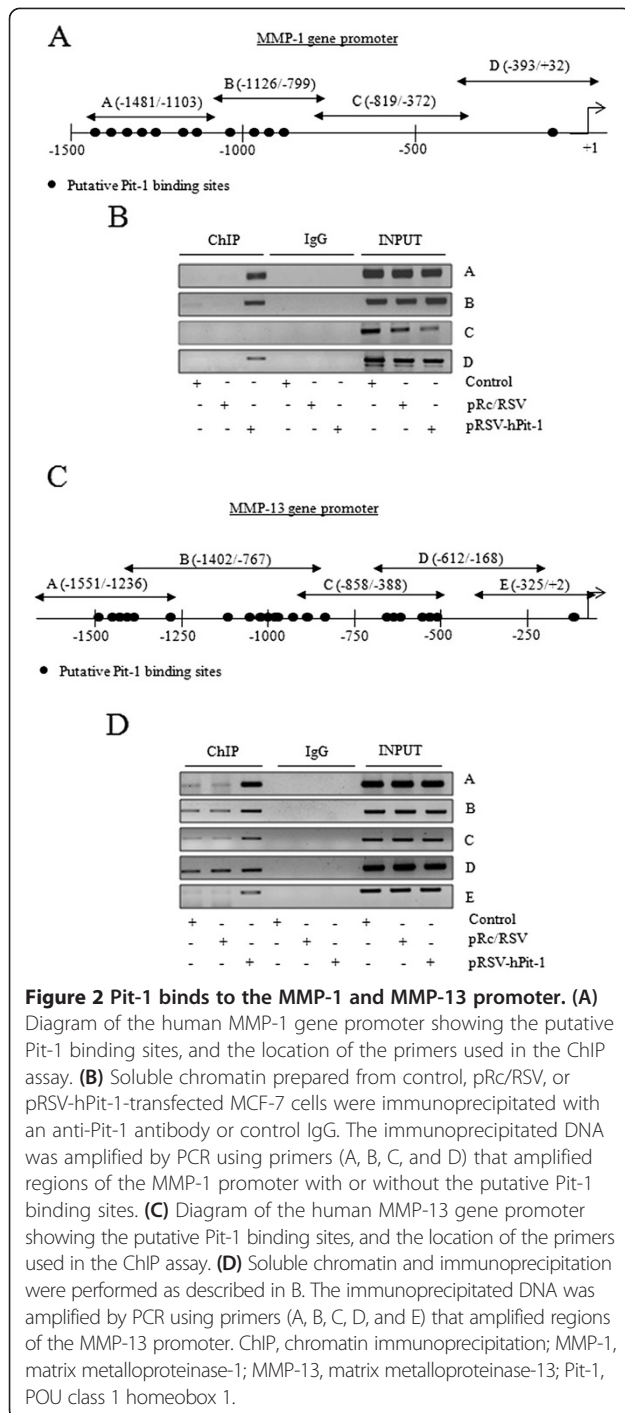 A
MMP-1 gene promoter
D (-393/+32)
B (-1126/-799)
A (-1481/-1103)
C (-819/-372)
-1500
-1000
-500
+1
● Putative Pit-1 binding sites
B
ChIP
IgG
INPUT
A
B
C
D
+ - - + - - + - - Control
- + - - + - - + - pRc/RSV
- - + - - + - - + pRSV-hPit-1
C
MMP-13 gene promoter
B (-1402/-767)
D (-612/-168)
A (-1551/-1236)
C (-858/-388)
E (-325/+2)
-1500
-1250
-1000
-750
-500
-250
● Putative Pit-1 binding sites
D
ChIP
IgG
INPUT
A
B
C
D
E
+ - - + - - + - - Control
- + - - + - - + - pRc/RSV
- - + - - + - - + pRSV-hPit-1
Figure 2 Pit-1 binds to the MMP-1 and MMP-13 promoter. (A)
Diagram of the human MMP-1 gene promoter showing the putative
Pit-1 binding sites, and the location of the primers used in the ChIP
assay. (B) Soluble chromatin prepared from control, pRc/RSV, or
pRSV-hPit-1-transfected MCF-7 cells were immunoprecipitated with
an anti-Pit-1 antibody or control IgG. The immunoprecipitated DNA
was amplified by PCR using primers (A, B, C, and D) that amplified
regions of the MMP-1 promoter with or without the putative Pit-1
binding sites. (C) Diagram of the human MMP-13 gene promoter
showing the putative Pit-1 binding sites, and the location of the primers
used in the ChIP assay. (D) Soluble chromatin and immunoprecipitation
were performed as described in B. The immunoprecipitated DNA was
amplified by PCR using primers (A, B, C, D, and E) that amplified regions
of the MMP-13 promoter. ChIP, chromatin immunoprecipitation; MMP-1,
matrix metalloproteinase-1; MMP-13, matrix metalloproteinase-13; Pit-1,
POU class 1 homeobox 1.